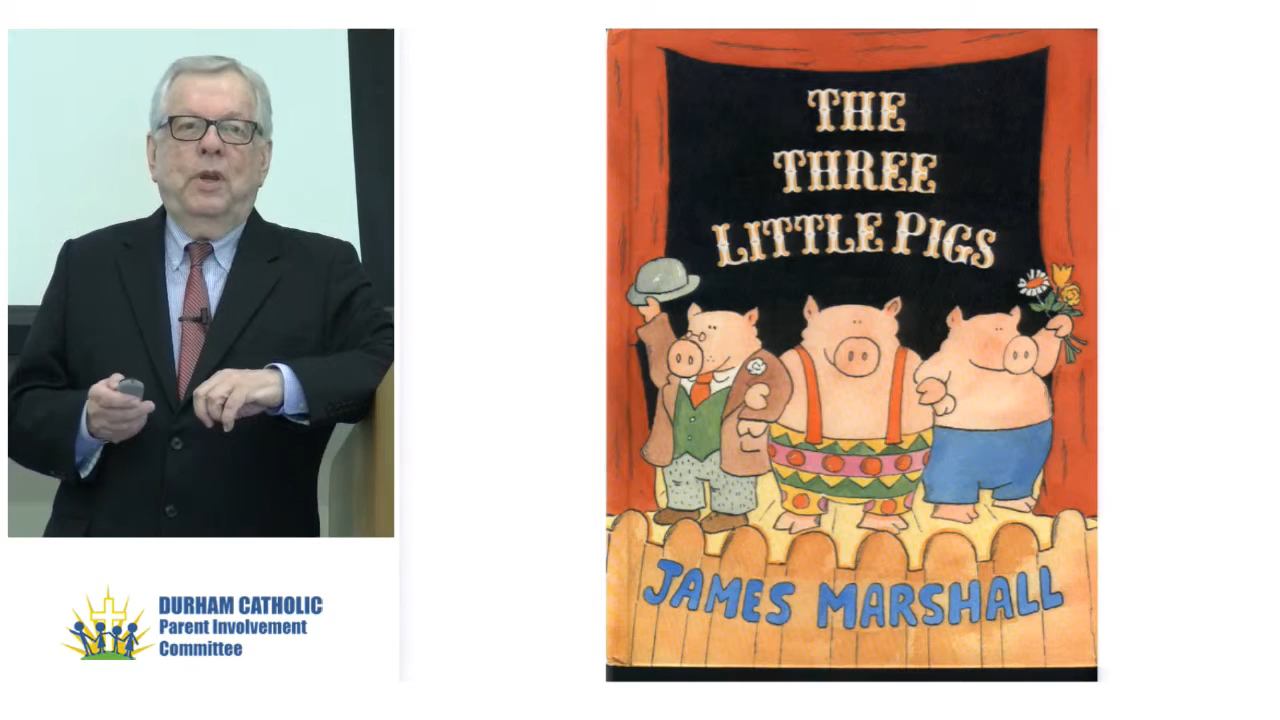 THE
THREE
LITTLE PIGS
JAMES MARSHALL
DURHAM CATHOLIC
Parent Involvement
Committee